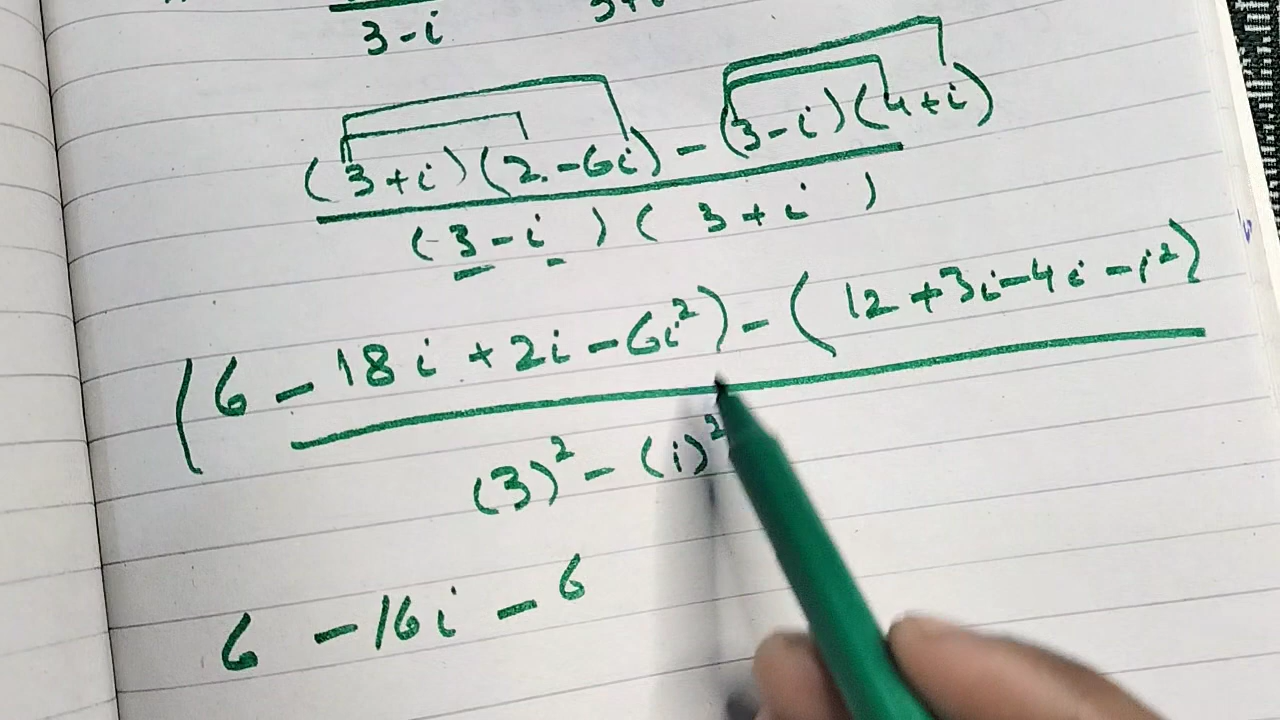 3-i
(3+i)(2-6i) - (3-i)(4+i)
(3-i)(3+i)
(6 - 18i + 2i - 6i²) - (12 + 3i - 4i - i²)
(3)² - (i)²
6 - 16i - 6